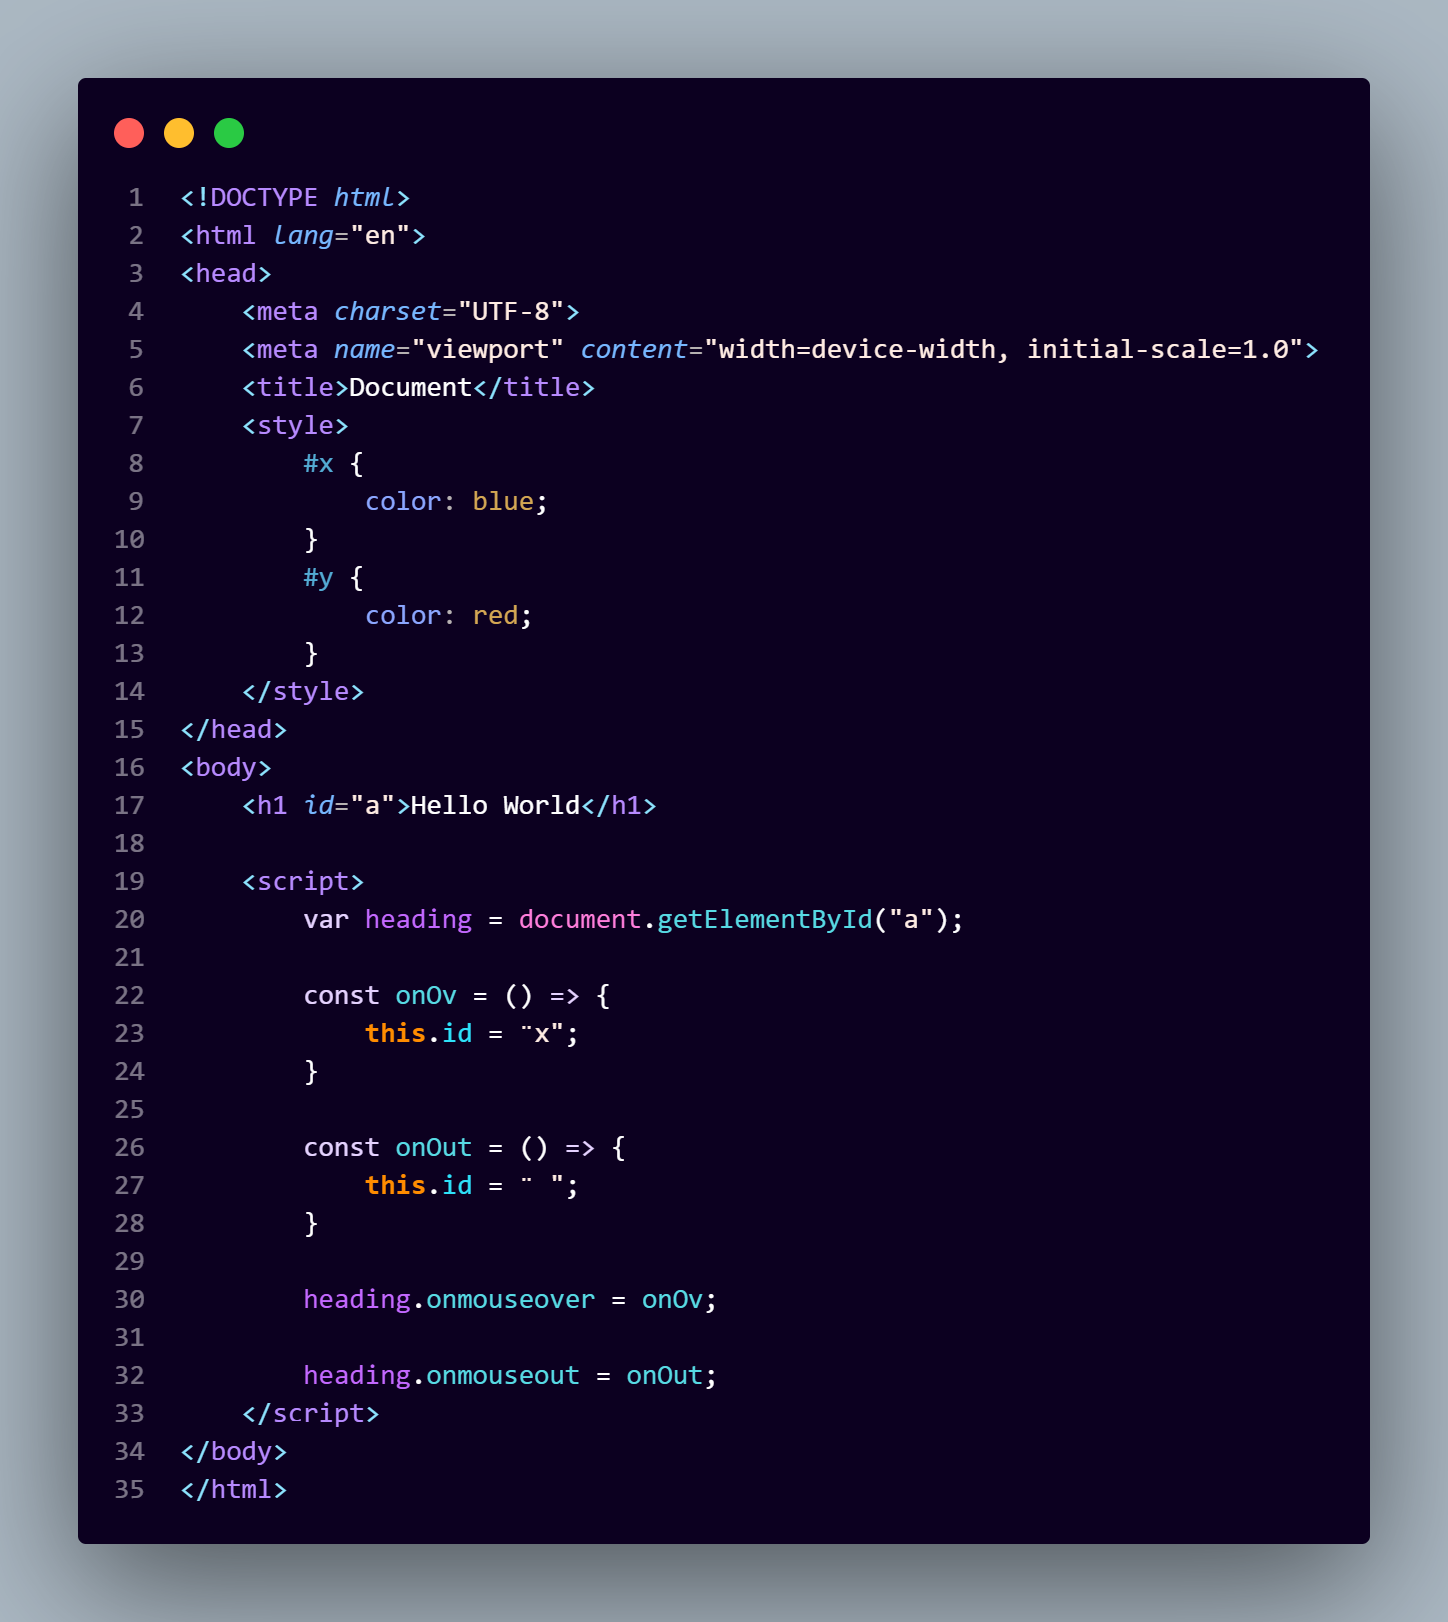 1 <!DOCTYPE html>
2 <html lang="en">
3 <head>
4     <meta charset="UTF-8">
5     <meta name="viewport" content="width=device-width, initial-scale=1.0">
6     <title>Document</title>
7     <style>
8         #x {
9             color: blue;
10         }
11         #y {
12             color: red;
13         }
14     </style>
15 </head>
16 <body>
17     <h1 id="a">Hello World</h1>
18
19     <script>
20         var heading = document.getElementById("a");
21
22         const onOv = () => {
23             this.id = ¨x";
24         }
25
26         const onOut = () => {
27             this.id = ¨ ";
28         }
29
30         heading.onmouseover = onOv;
31
32         heading.onmouseout = onOut;
33     </script>
34 </body>
35 </html>